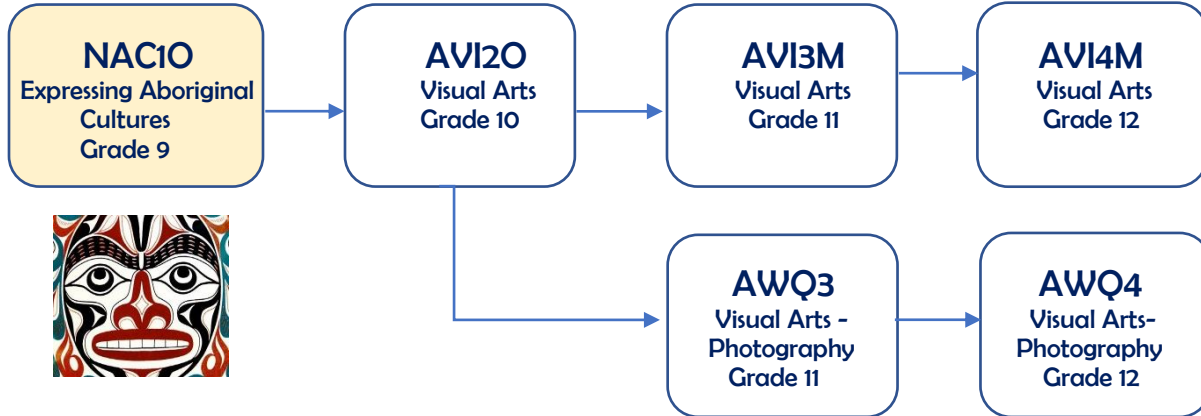 NAC1O
Expressing Aboriginal
Cultures
Grade 9
AVI2O
Visual Arts
Grade 10
AVI3M
Visual Arts
Grade 11
AVI4M
Visual Arts
Grade 12
AWQ3
Visual Arts -
Photography
Grade 11
AWQ4
Visual Arts-
Photography
Grade 12